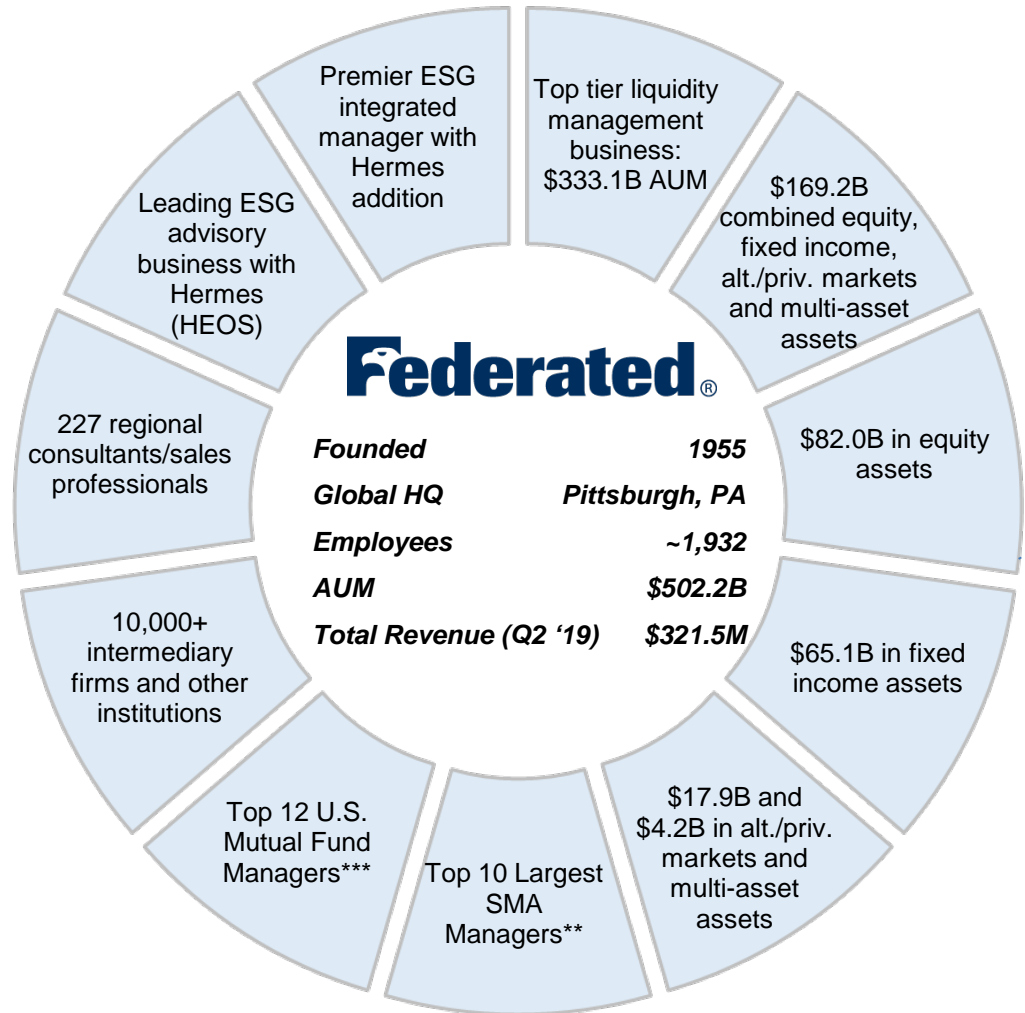 Premier ESG
integrated
manager with
Hermes
addition
Top tier liquidity
management
business:
$333.1B AUM
$169.2B
combined equity,
fixed income,
alt./priv. markets
and multi-asset
assets
$82.0B in equity
assets
$65.1B in fixed
income assets
$17.9B and
$4.2B in alt./priv.
markets and
multi-asset
assets
Top 10 Largest
SMA
Managers**
Top 12 U.S.
Mutual Fund
Managers***
10,000+
intermediary
firms and other
institutions
227 regional
consultants/sales
professionals
Leading ESG
advisory
business with
Hermes
(HEOS)
Federated®
Founded 1955
Global HQ Pittsburgh, PA
Employees ~1,932
AUM $502.2B
Total Revenue (Q2 ‘19) $321.5M